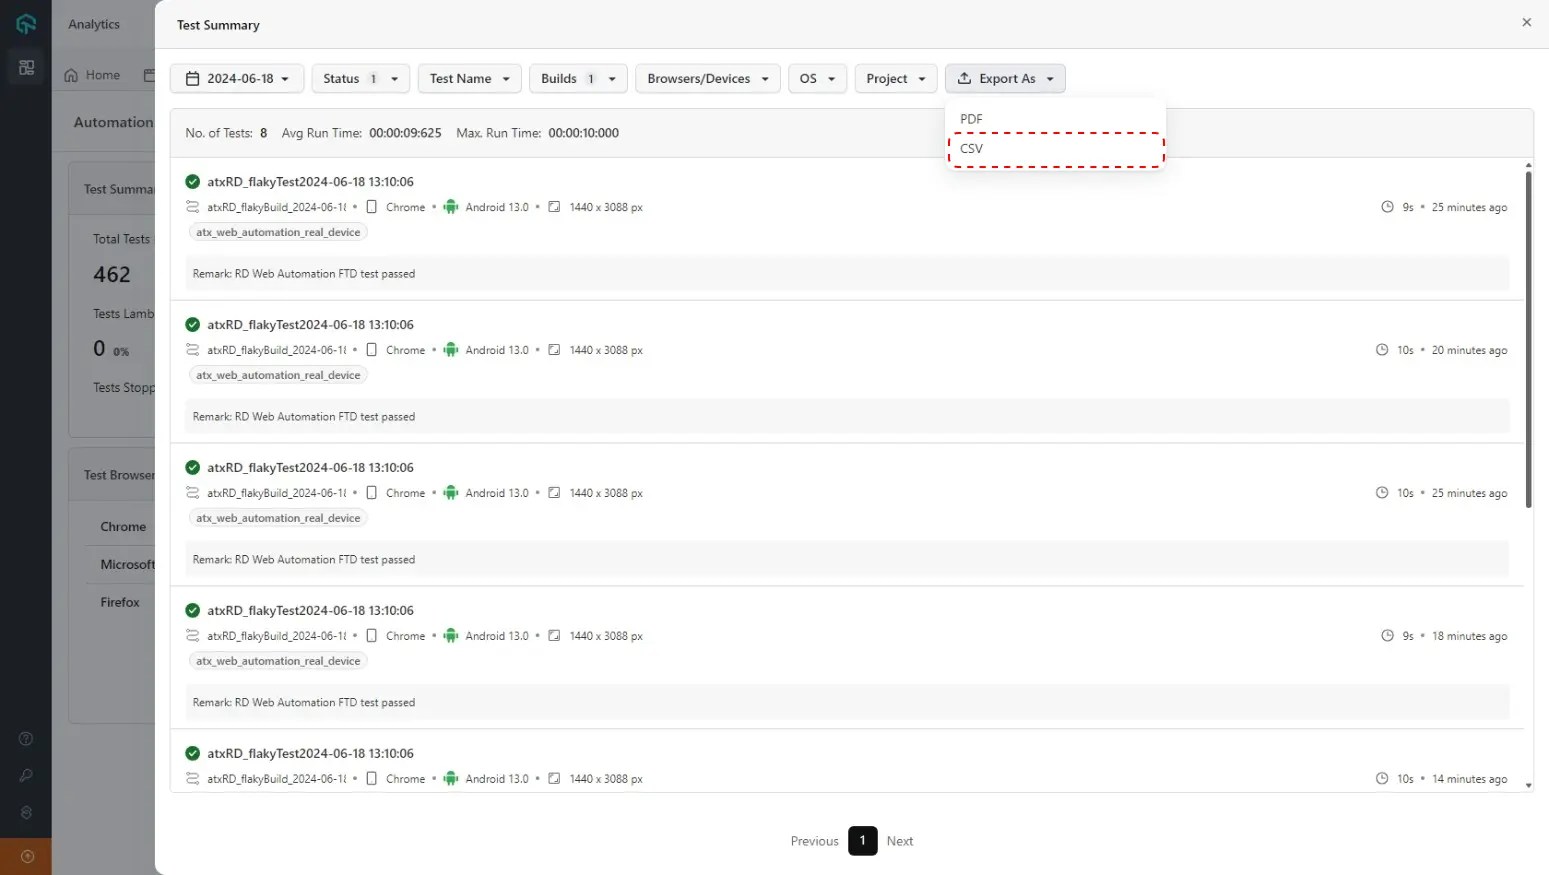 Analytics
Test Summary
Home
2024-06-18
Status 1
Test Name
Builds 1
Browsers/Devices
OS
Project
Export As
PDF
CSV
Automation
No. of Tests: 8 Avg Run Time: 00:00:09:625 Max. Run Time: 00:00:10:000
Test Summa
Total Tests
462
Tests Lamb
0 0%
Tests Stopp
Test Browser
Chrome
Microsoft
Firefox
atxRD_flakyTest2024-06-18 13:10:06
atxRD_flakyBuild_2024-06-18 • Chrome • Android 13.0 • 1440 x 3088 px 9s • 25 minutes ago
atx_web_automation_real_device
Remark: RD Web Automation FTD test passed
atxRD_flakyTest2024-06-18 13:10:06
atxRD_flakyBuild_2024-06-18 • Chrome • Android 13.0 • 1440 x 3088 px 10s • 20 minutes ago
atx_web_automation_real_device
Remark: RD Web Automation FTD test passed
atxRD_flakyTest2024-06-18 13:10:06
atxRD_flakyBuild_2024-06-18 • Chrome • Android 13.0 • 1440 x 3088 px 10s • 25 minutes ago
atx_web_automation_real_device
Remark: RD Web Automation FTD test passed
atxRD_flakyTest2024-06-18 13:10:06
atxRD_flakyBuild_2024-06-18 • Chrome • Android 13.0 • 1440 x 3088 px 9s • 18 minutes ago
atx_web_automation_real_device
Remark: RD Web Automation FTD test passed
atxRD_flakyTest2024-06-18 13:10:06
atxRD_flakyBuild_2024-06-18 • Chrome • Android 13.0 • 1440 x 3088 px 10s • 14 minutes ago
Previous 1 Next